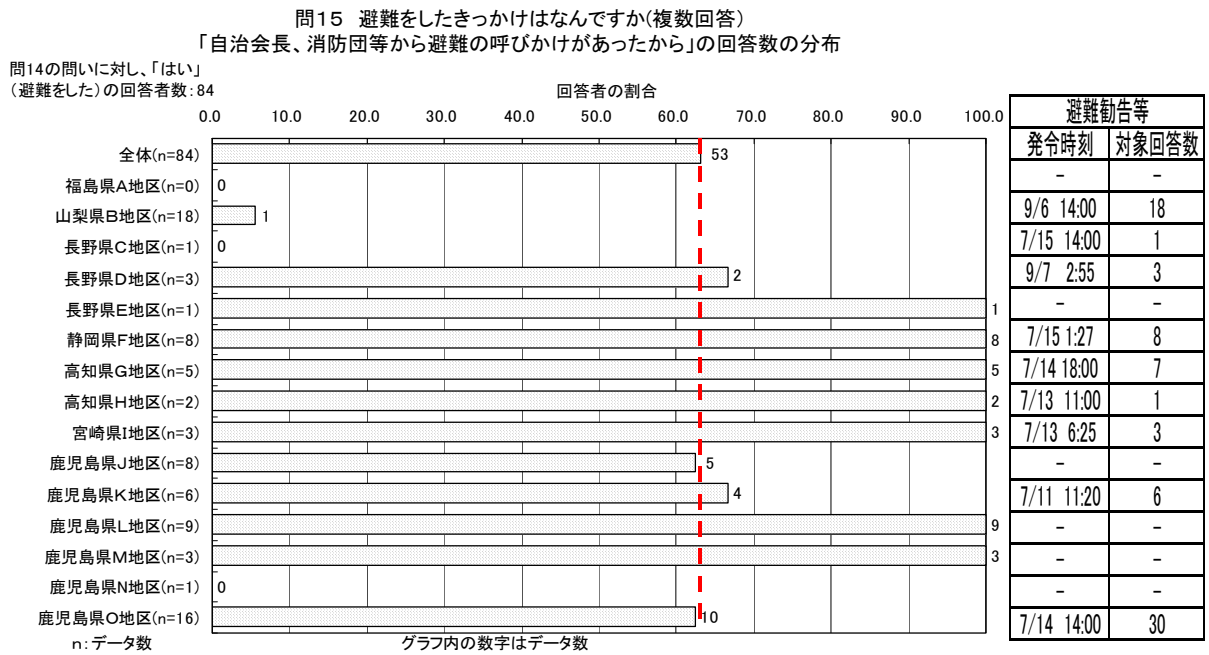 問15 避難をしたきっかけはなんですか(複数回答)
「自治会長、消防団等から避難の呼びかけがあったから」の回答数の分布
問14の問いに対し、「はい」
(避難をした)の回答者数:84
回答者の割合
0.0 10.0 20.0 30.0 40.0 50.0 60.0 70.0 80.0 90.0 100.0
避難勧告等
発令時刻 対象回答数
全体(n=84) 53
福島県A地区(n=0) 0 - -
山梨県B地区(n=18) 1 9/6 14:00 18
長野県C地区(n=1) 0 7/15 14:00 1
長野県D地区(n=3) 2 9/7 2:55 3
長野県E地区(n=1) 1 - -
静岡県F地区(n=8) 8 7/15 1:27 8
高知県G地区(n=5) 5 7/14 18:00 7
高知県H地区(n=2) 2 7/13 11:00 1
宮崎県I地区(n=3) 3 7/13 6:25 3
鹿児島県J地区(n=8) 5 - -
鹿児島県K地区(n=6) 4 7/11 11:20 6
鹿児島県L地区(n=9) 9 - -
鹿児島県M地区(n=3) 3 - -
鹿児島県N地区(n=1) 0 - -
鹿児島県O地区(n=16) 10 7/14 14:00 30
n:データ数
グラフ内の数字はデータ数